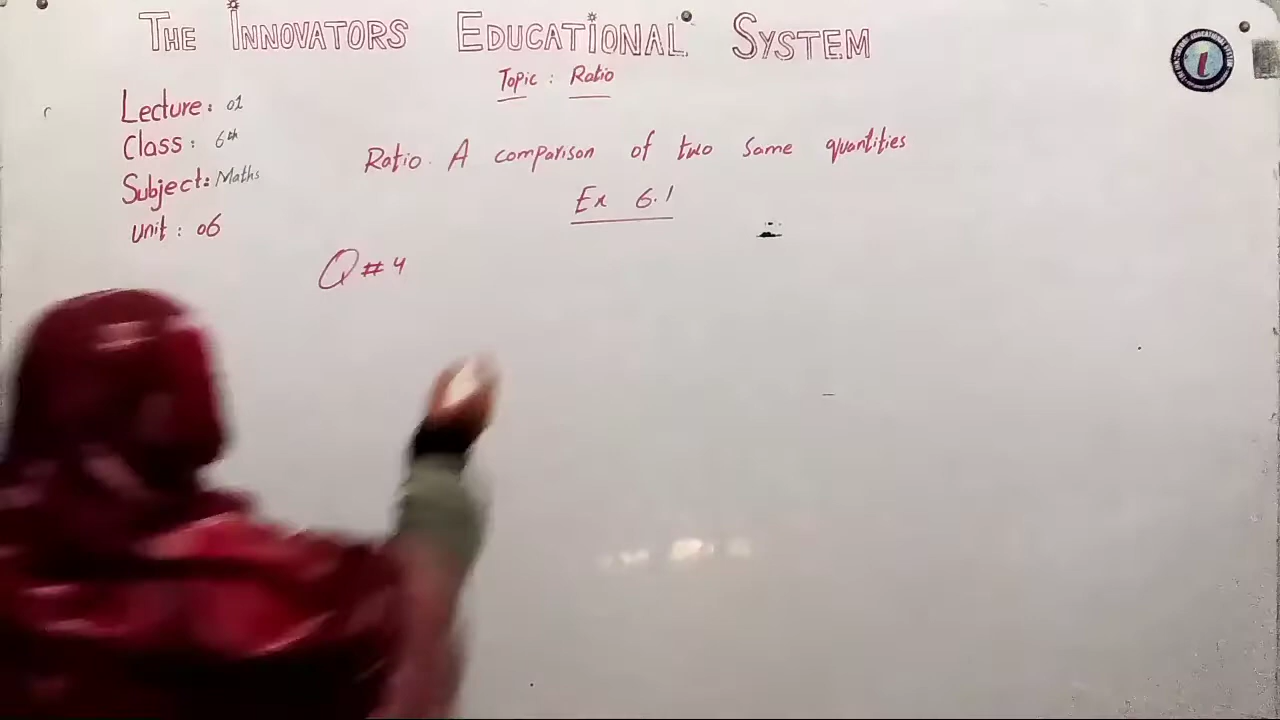 THE INNOVATORS EDUCATIONAL SYSTEM
Topic : Ratio
Lecture: 01
Class : 6th
Subject: Maths
Unit : 06
Ratio. A comparison of two same quantities
Ex 6.1
Q # 4